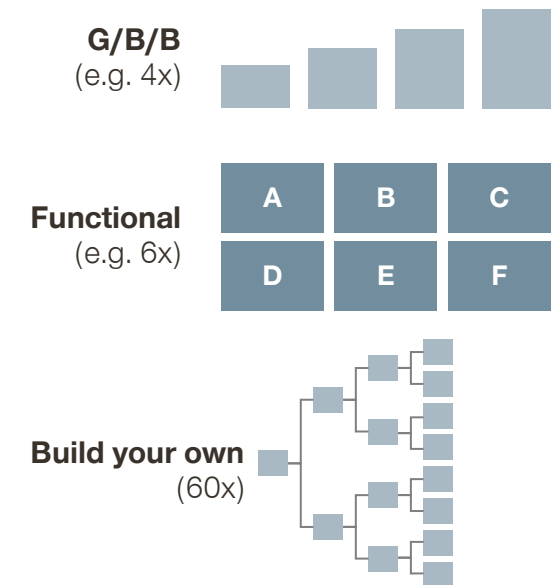 G/B/B
(e.g. 4x)
Functional
(e.g. 6x)
A B C
D E F
Build your own
(60x)